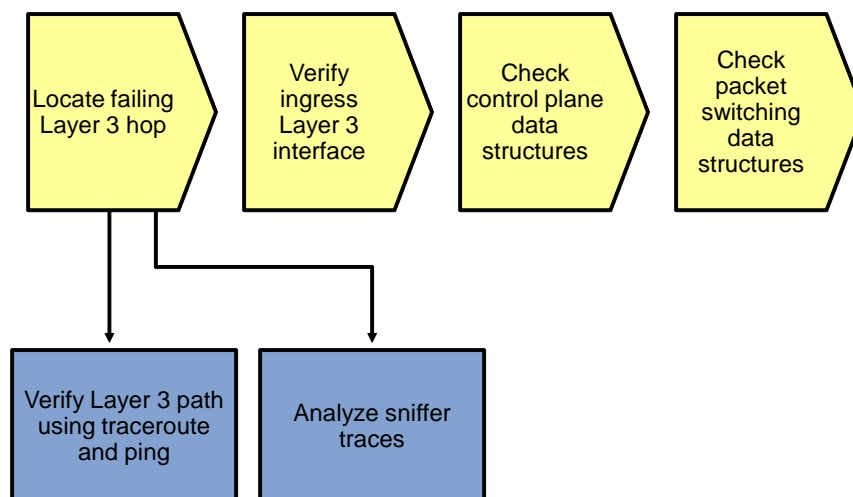 Locate failing
Layer 3 hop
Verify
ingress
Layer 3
interface
Check
control plane
data
structures
Check
packet
switching
data
structures
Verify Layer 3 path
using traceroute
and ping
Analyze sniffer
traces